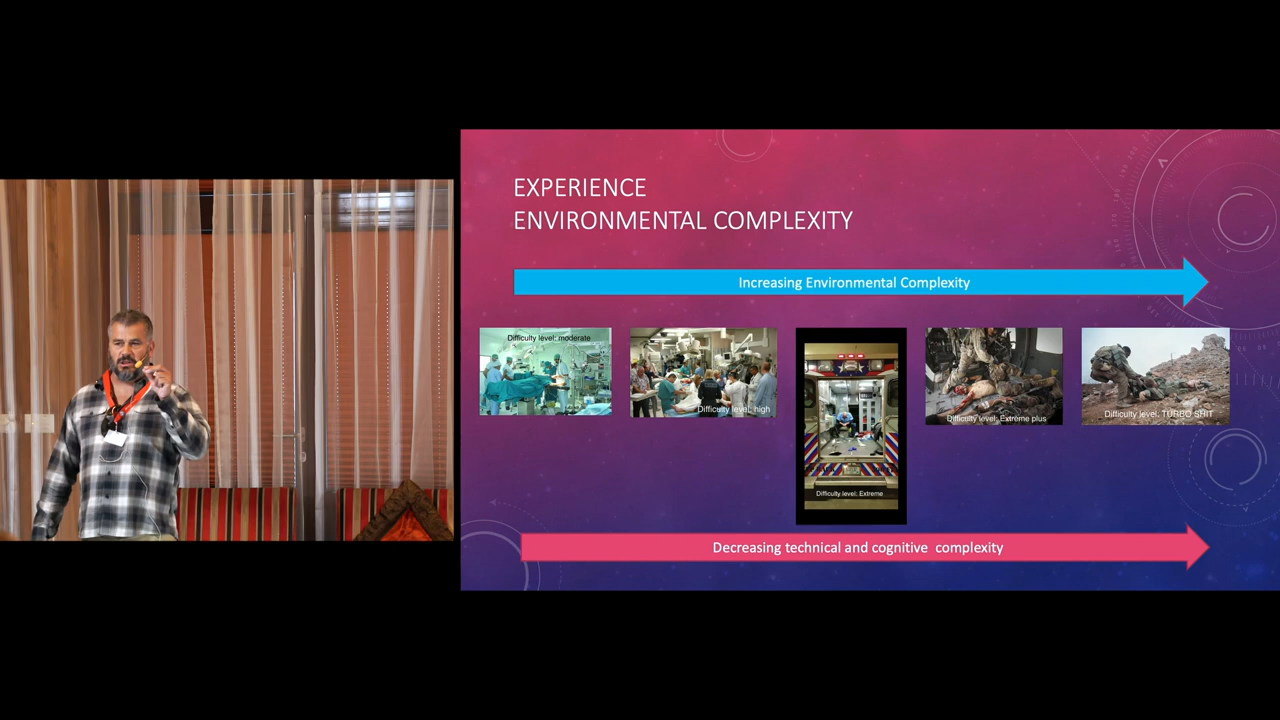 EXPERIENCE
ENVIRONMENTAL COMPLEXITY
Increasing Environmental Complexity
Difficulty level: moderate
Difficulty level: high
Difficulty level: Extreme
Difficulty level: Extreme plus
Difficulty level: TURBO SHIT
Decreasing technical and cognitive  complexity